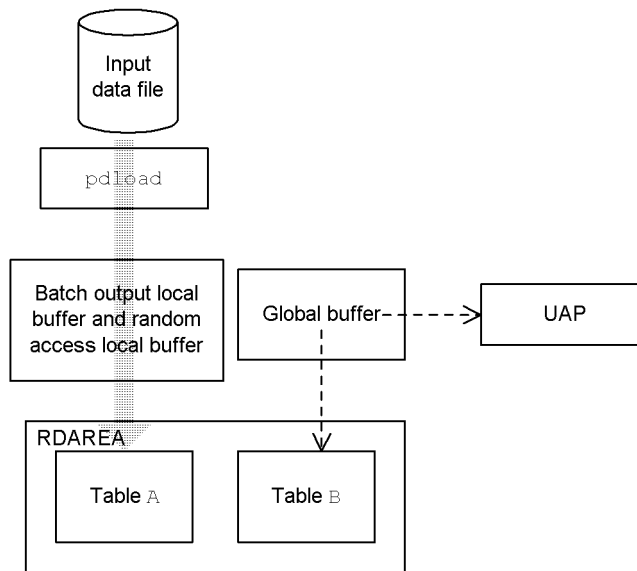 Input
data file
pdload
Batch output local
buffer and random
access local buffer
Global buffer
UAP
RDAREA
Table A
Table B